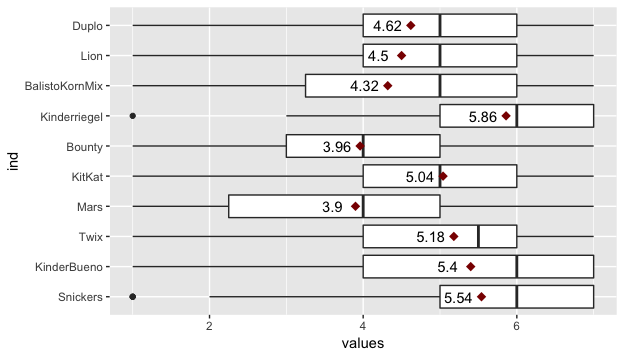 Duplo
4.62
Lion
4.5
BalistoKornMix
4.32
Kinderriegel
5.86
Bounty
3.96
KitKat
5.04
Mars
3.9
Twix
5.18
KinderBueno
5.4
Snickers
5.54
ind
2 4 6
values